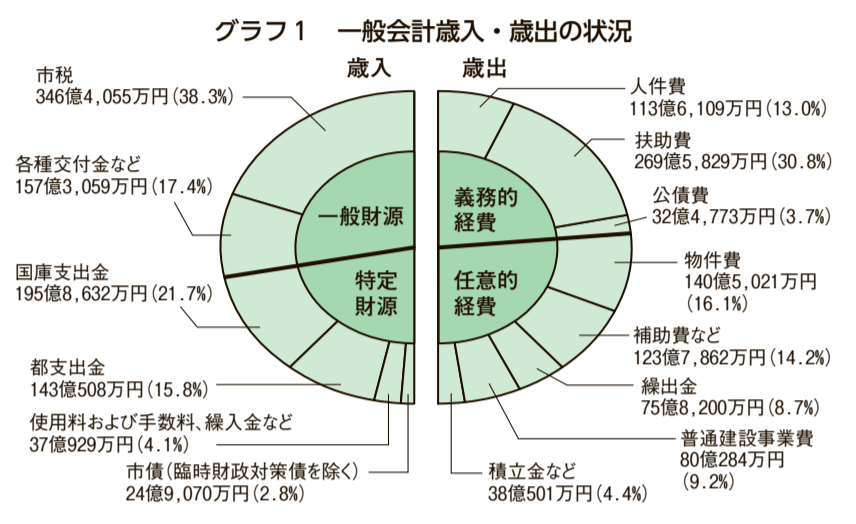 グラフ1　一般会計歳入・歳出の状況
歳入
歳出
市税
346億4,055万円(38.3%)
各種交付金など
157億3,059万円(17.4%)
国庫支出金
195億8,632万円(21.7%)
都支出金
143億508万円(15.8%)
使用料および手数料、繰入金など
37億929万円(4.1%)
市債(臨時財政対策債を除く)
24億9,070万円(2.8%)
一般財源
特定
財源
義務的
経費
任意的
経費
人件費
113億6,109万円(13.0%)
扶助費
269億5,829万円(30.8%)
公債費
32億4,773万円(3.7%)
物件費
140億5,021万円
(16.1%)
補助費など
123億7,862万円(14.2%)
繰出金
75億8,200万円(8.7%)
普通建設事業費
80億284万円
(9.2%)
積立金など
38億501万円(4.4%)